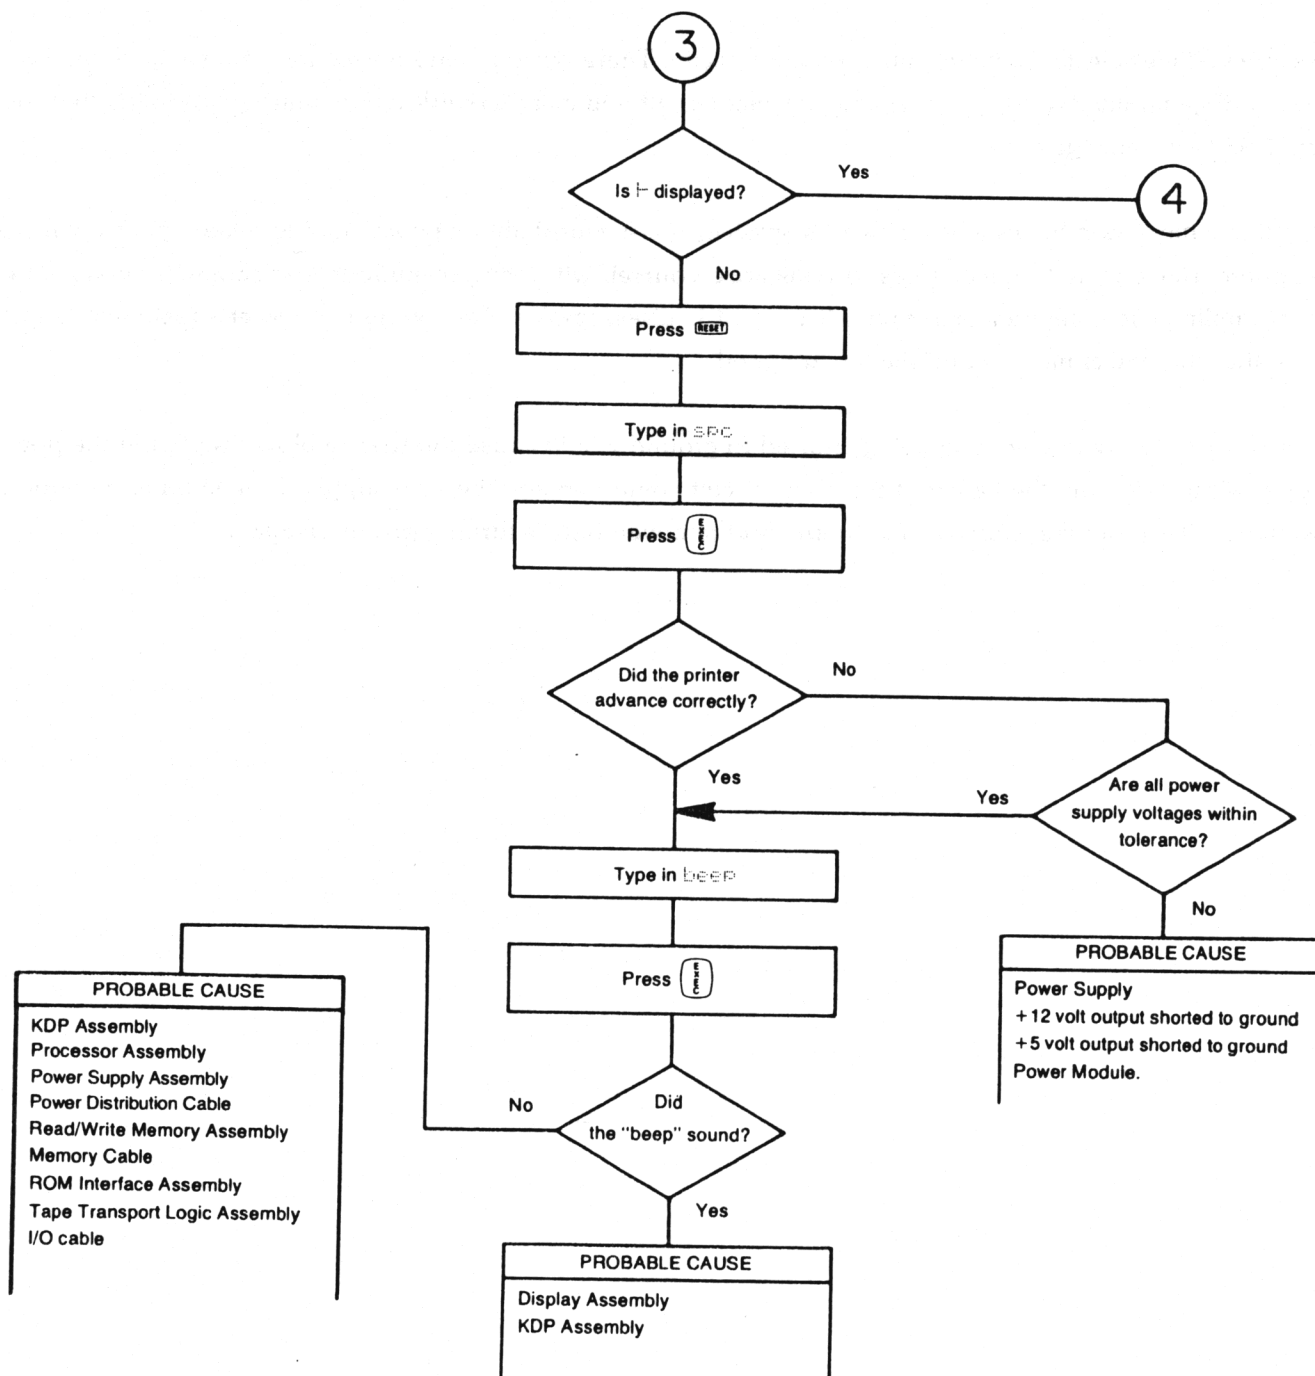 3
Is ⊢ displayed?
Yes
4
No
Press RESET
Type in spc
Press EXEC
Did the printer
advance correctly?
No
Yes
Are all power
supply voltages within
tolerance?
Yes
No
Type in beep
Press EXEC
PROBABLE CAUSE
Power Supply
+12 volt output shorted to ground
+5 volt output shorted to ground
Power Module.
Did
the "beep" sound?
No
Yes
PROBABLE CAUSE
KDP Assembly
Processor Assembly
Power Supply Assembly
Power Distribution Cable
Read/Write Memory Assembly
Memory Cable
ROM Interface Assembly
Tape Transport Logic Assembly
I/O cable
PROBABLE CAUSE
Display Assembly
KDP Assembly